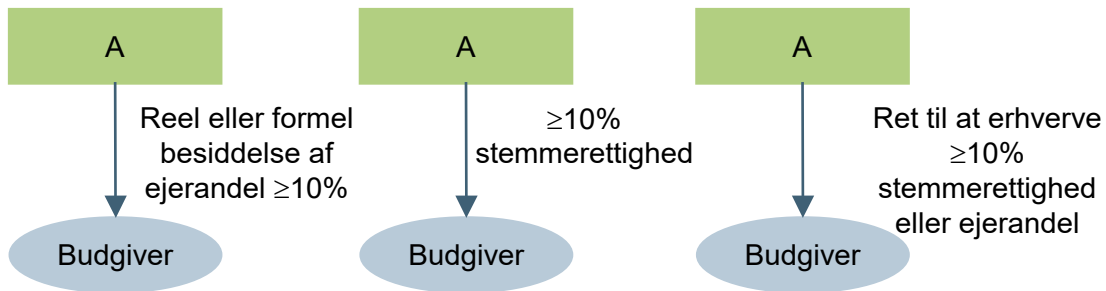 A
Reel eller formel
besiddelse af
ejerandel ≥10%
Budgiver
A
≥10%
stemmerettighed
Budgiver
A
Ret til at erhverve
≥10%
stemmerettighed
eller ejerandel
Budgiver